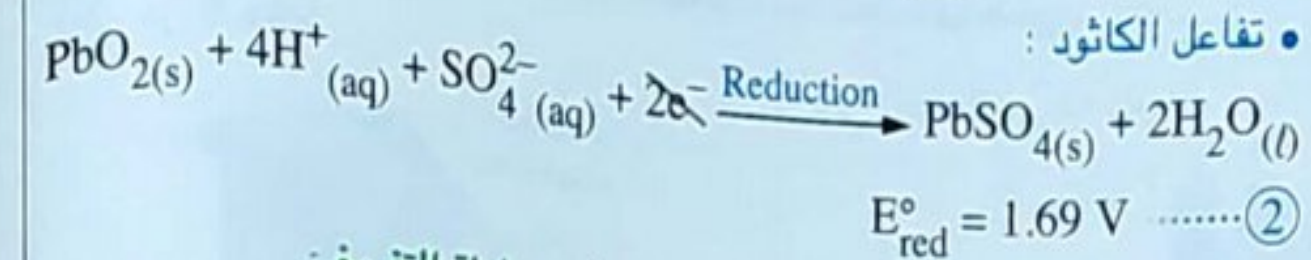 • تفاعل الكاثود :
PbO₂(s) + 4H⁺(aq) + SO₄²⁻(aq) + 2e⁻ Reduction → PbSO₄(s) + 2H₂O(l)
E°red = 1.69 V ........②